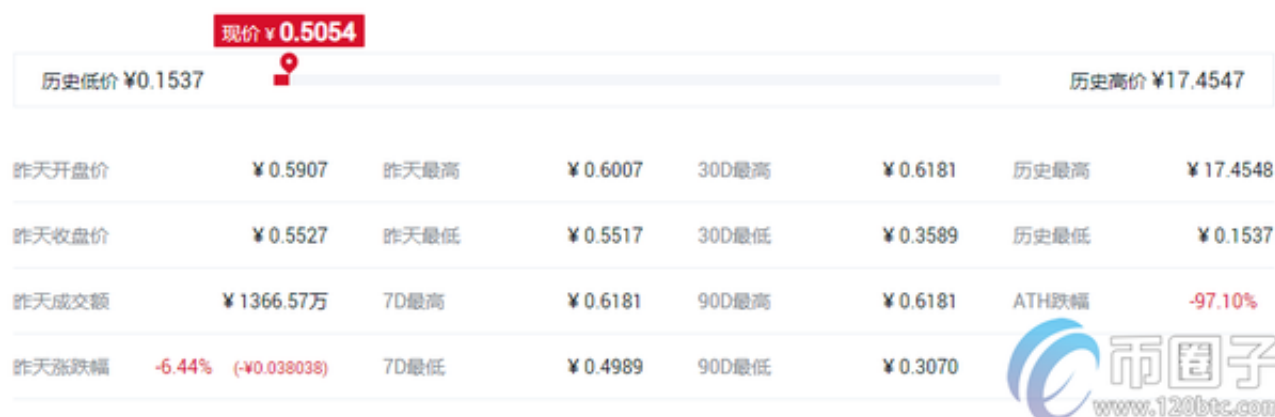 现价 ¥ 0.5054
历史低价 ¥0.1537 历史高价 ¥17.4547
昨天开盘价 ¥ 0.5907 昨天最高 ¥ 0.6007 30D最高 ¥ 0.6181 历史最高 ¥ 17.4548
昨天收盘价 ¥ 0.5527 昨天最低 ¥ 0.5517 30D最低 ¥ 0.3589 历史最低 ¥ 0.1537
昨天成交额 ¥ 1366.57万 7D最高 ¥ 0.6181 90D最高 ¥ 0.6181 ATH跌幅 -97.10%
昨天涨跌幅 -6.44% (-¥0.038038) 7D最低 ¥ 0.4989 90D最低 ¥ 0.3070
币圈子
www.120btc.com